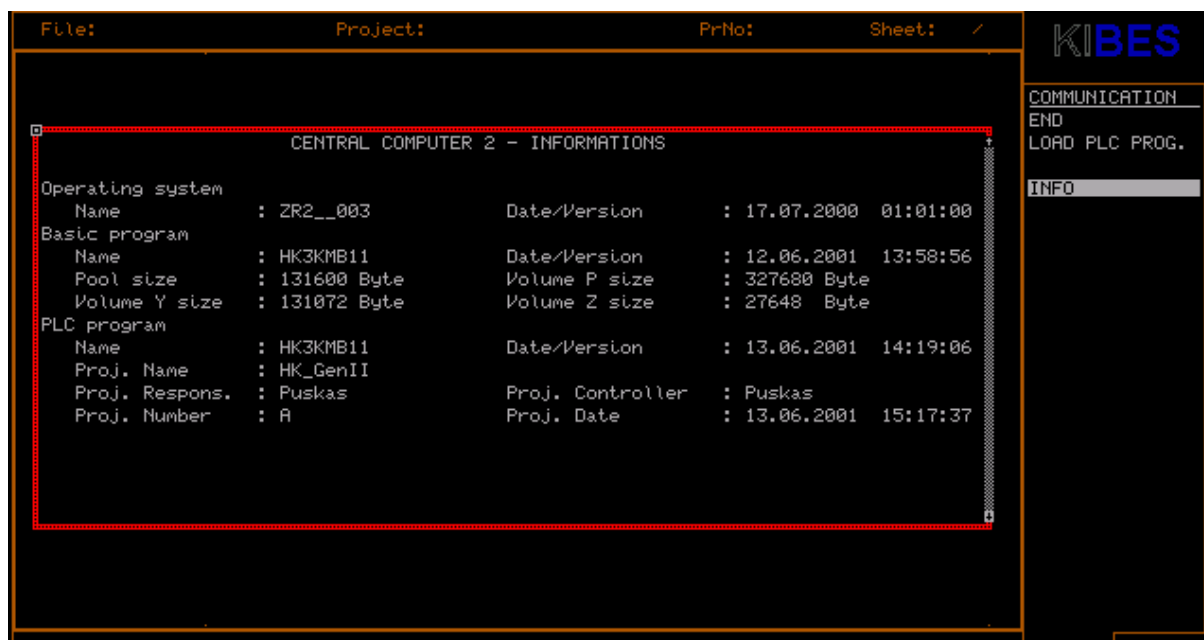 File: Project: PrNo: Sheet: /
KIBES
COMMUNICATION
END
LOAD PLC PROG.
INFO
CENTRAL COMPUTER 2 - INFORMATIONS
Operating system
Name : ZR2__003 Date/Version : 17.07.2000 01:01:00
Basic program
Name : HK3KMB11 Date/Version : 12.06.2001 13:58:56
Pool size : 131600 Byte Volume P size : 327680 Byte
Volume Y size : 131072 Byte Volume Z size : 27648 Byte
PLC program
Name : HK3KMB11 Date/Version : 13.06.2001 14:19:06
Proj. Name : HK_GenII
Proj. Respons. : Puskas Proj. Controller : Puskas
Proj. Number : A Proj. Date : 13.06.2001 15:17:37